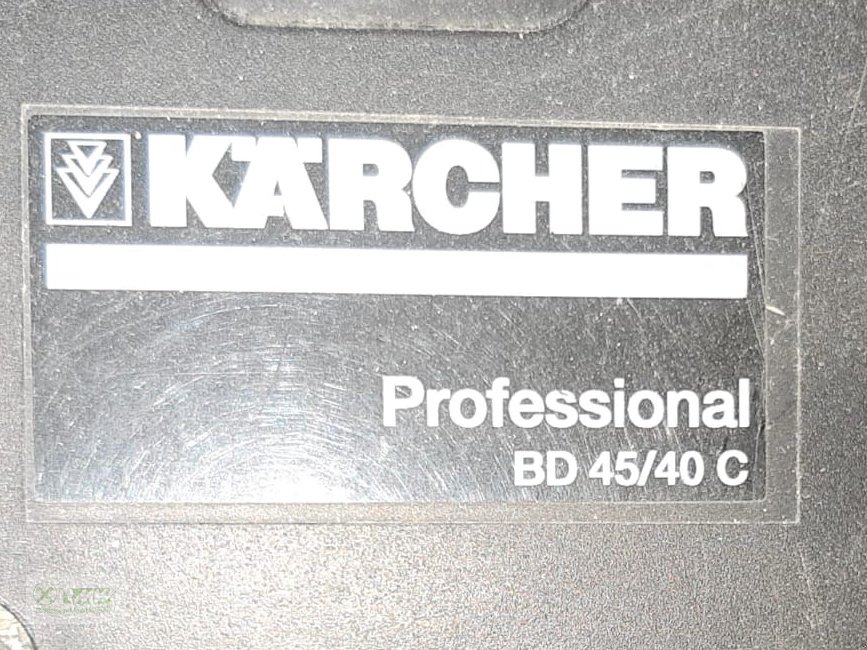 KÄRCHER
Professional
BD 45/40 C